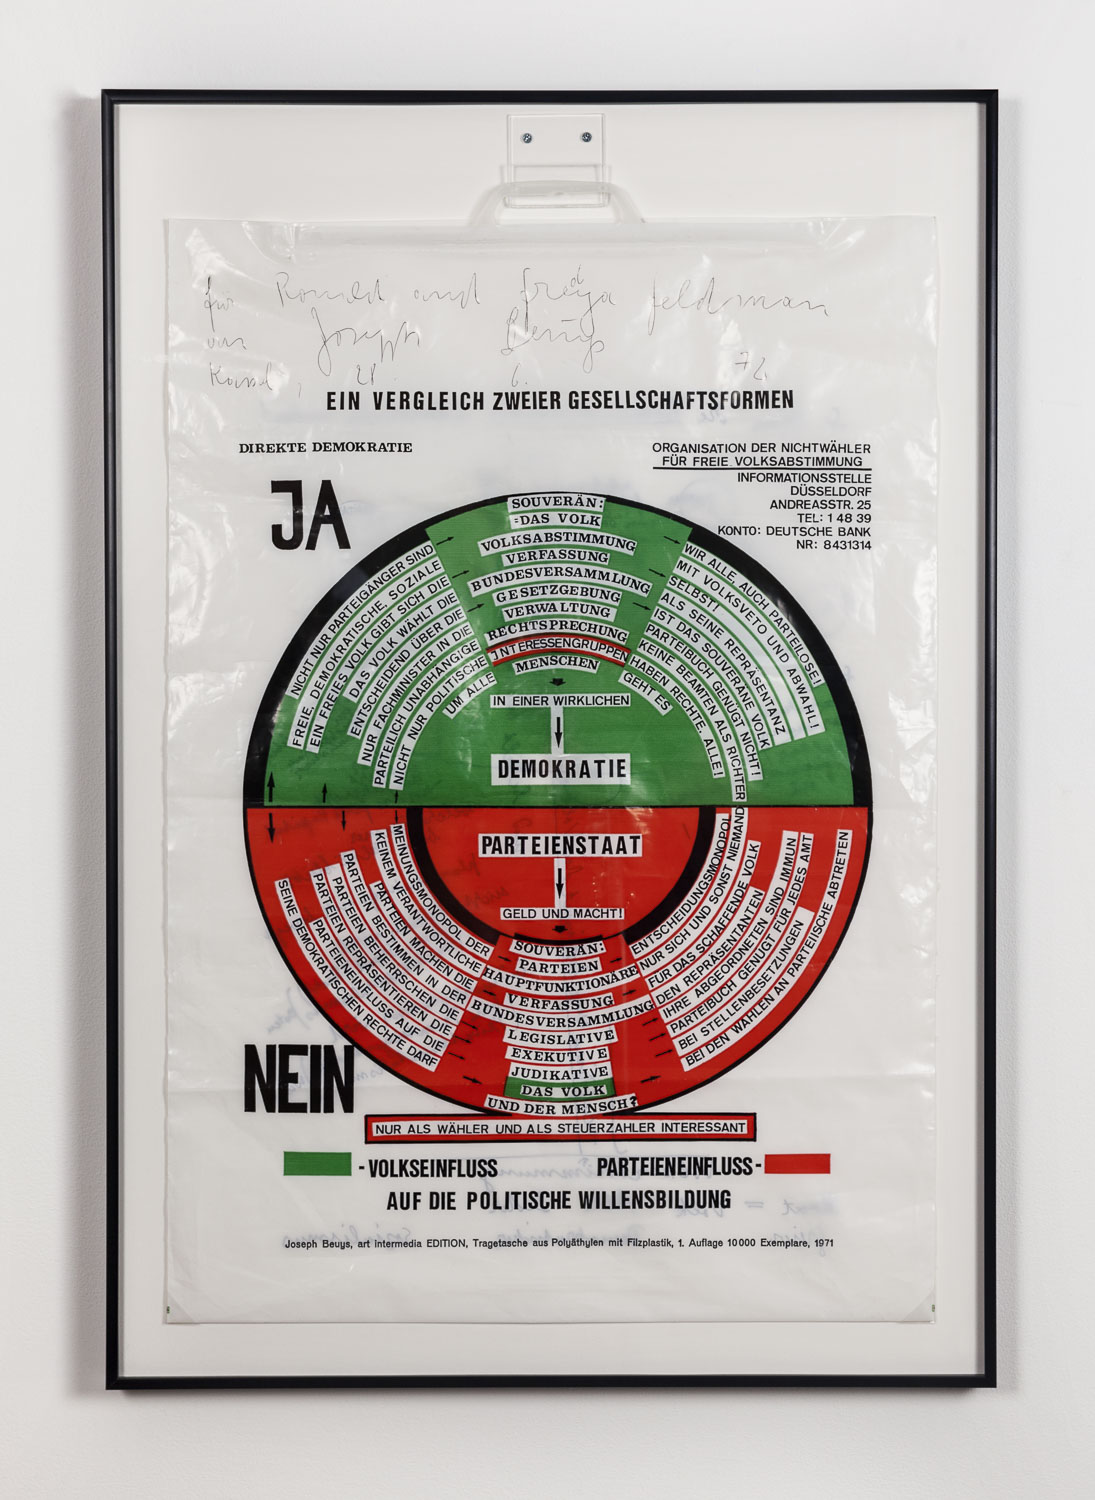 für Ronald and Freyda Feldman
von Joseph Beuys
Kassel, 28. 6. 72
EIN VERGLEICH ZWEIER GESELLSCHAFTSFORMEN
DIREKTE DEMOKRATIE
JA
ORGANISATION DER NICHTWÄHLER
FÜR FREIE VOLKSABSTIMMUNG
INFORMATIONSSTELLE
DÜSSELDORF
ANDREASSTR. 25
TEL: 1 48 39
KONTO: DEUTSCHE BANK
NR: 8431314
SOUVERÄN:
=DAS VOLK
NICHT NUR PARTEIGÄNGER SIND VOLKSABSTIMMUNG WIR ALLE, AUCH PARTEILOSE!
FREIE, DEMOKRATISCHE, SOZIALE VERFASSUNG MIT VOLKSVETO UND ABWAHL!
EIN FREIES VOLK GIBT SICH DIE BUNDESVERSAMMLUNG SELBST!
DAS VOLK WÄHLT DIE GESETZGEBUNG ALS SEINE REPRÄSENTANZ
ENTSCHEIDEND ÜBER DIE VERWALTUNG IST DAS SOUVERÄNE VOLK
NUR FACHMINISTER IN DIE RECHTSPRECHUNG PARTEIBUCH GENÜGT NICHT!
PARTEILICH UNABHÄNGIGE INTERESSENGRUPPEN KEINE BEAMTEN ALS RICHTER
NICHT NUR POLITISCHE MENSCHEN HABEN RECHTE, ALLE!
UM ALLE GEHT ES
IN EINER WIRKLICHEN
DEMOKRATIE
PARTEIENSTAAT
GELD UND MACHT!
SOUVERÄN:
MEINUNGSMONOPOL DER PARTEIEN ENTSCHEIDUNGSMONOPOL
KEINEM VERANTWORTLICHE HAUPTFUNKTIONÄRE NUR SICH UND SONST NIEMAND
PARTEIEN MACHEN DIE VERFASSUNG FÜR DAS SCHAFFENDE VOLK
PARTEIEN BESTIMMEN IN DER BUNDESVERSAMMLUNG DEN REPRÄSENTANTEN
PARTEIEN BEHERRSCHEN DIE LEGISLATIVE IHRE ABGEORDNETEN SIND IMMUN
PARTEIEN REPRÄSENTIEREN DIE EXEKUTIVE PARTEIBUCH GENÜGT FÜR JEDES AMT
PARTEIENEINFLUSS AUF DIE JUDIKATIVE BEI STELLENBESETZUNGEN
SEINE DEMOKRATISCHEN RECHTE DARF DAS VOLK BEI DEN WAHLEN AN PARTEIISCHE ABTRETEN
UND DER MENSCH?
NEIN
NUR ALS WÄHLER UND ALS STEUERZAHLER INTERESSANT
-VOLKSEINFLUSS PARTEIENEINFLUSS-
AUF DIE POLITISCHE WILLENSBILDUNG
Joseph Beuys, art intermedia EDITION, Tragetasche aus Polyäthylen mit Filzplastik, 1. Auflage 10000 Exemplare, 1971